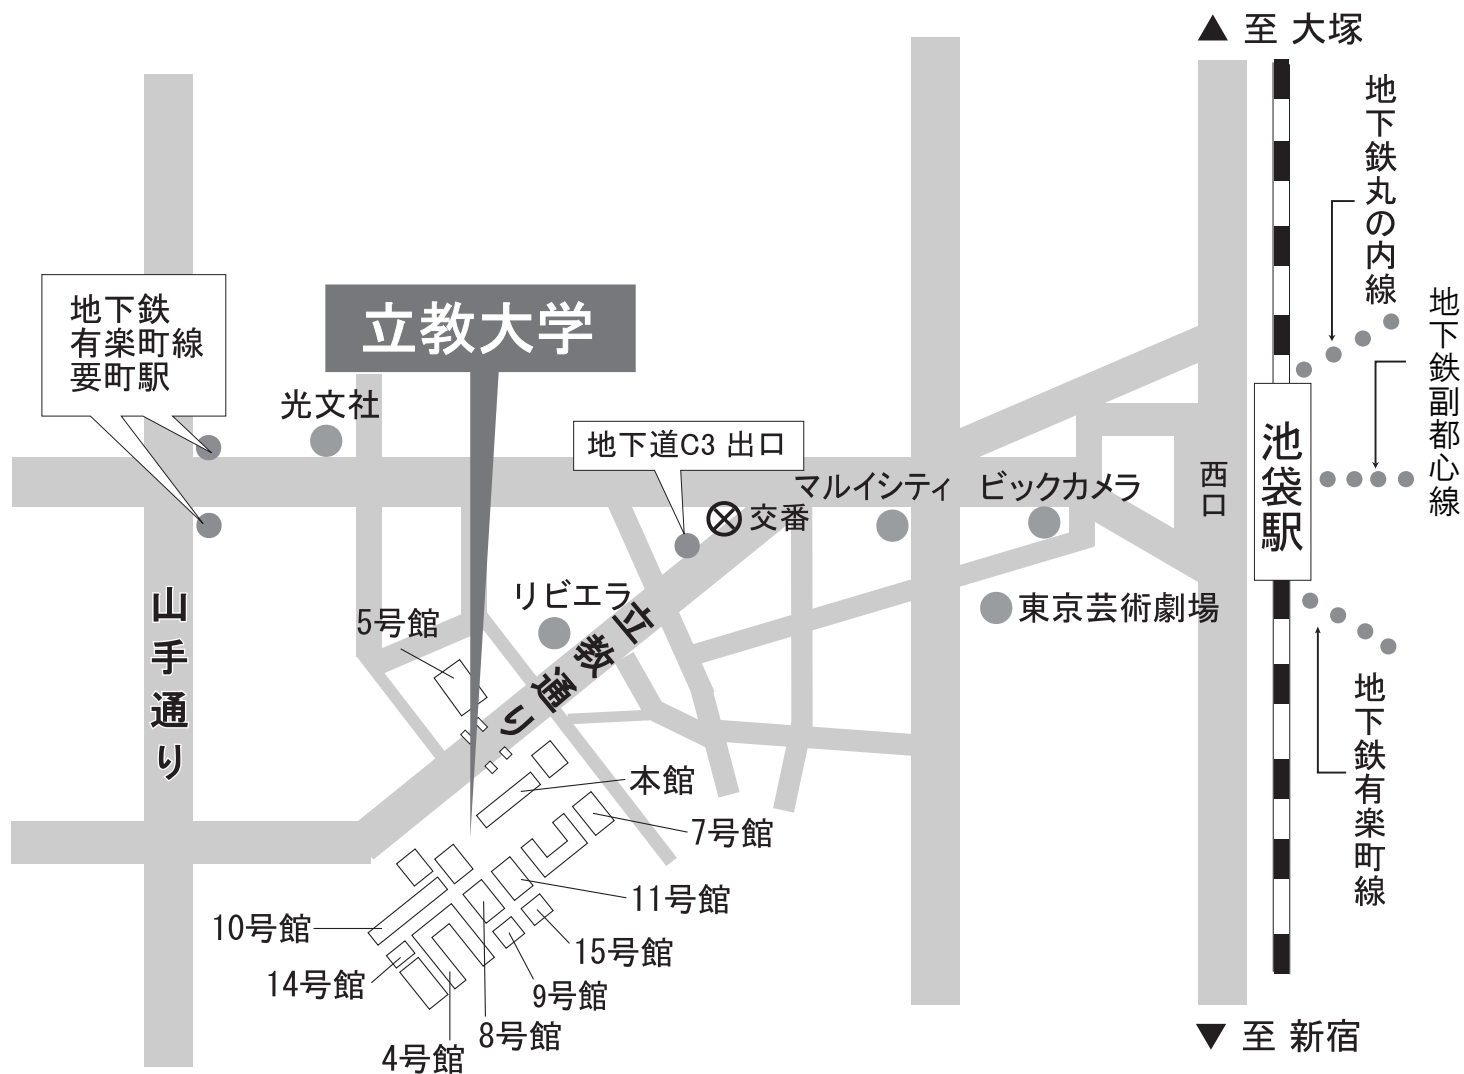 ▲ 至 大塚
地下鉄丸の内線
地下鉄副都心線
地下鉄
有楽町線
要町駅
立教大学
光文社
地下道C3 出口
交番
マルイシティ
ビックカメラ
西口
池袋駅
東京芸術劇場
リビエラ
立教通り
山手通り
5号館
本館
7号館
11号館
15号館
10号館
14号館
9号館
8号館
4号館
地下鉄有楽町線
▼ 至 新宿